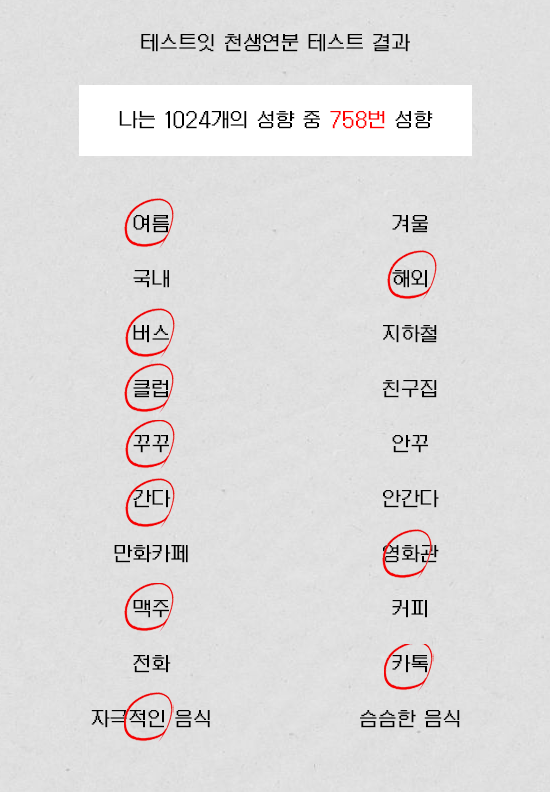 테스트잇 천생연분 테스트 결과
나는 1024개의 성향 중 758번 성향
여름 겨울
국내 해외
버스 지하철
클럽 친구집
꾸꾸 안꾸
간다 안간다
만화카페 영화관
맥주 커피
전화 카톡
자극적인 음식 슴슴한 음식